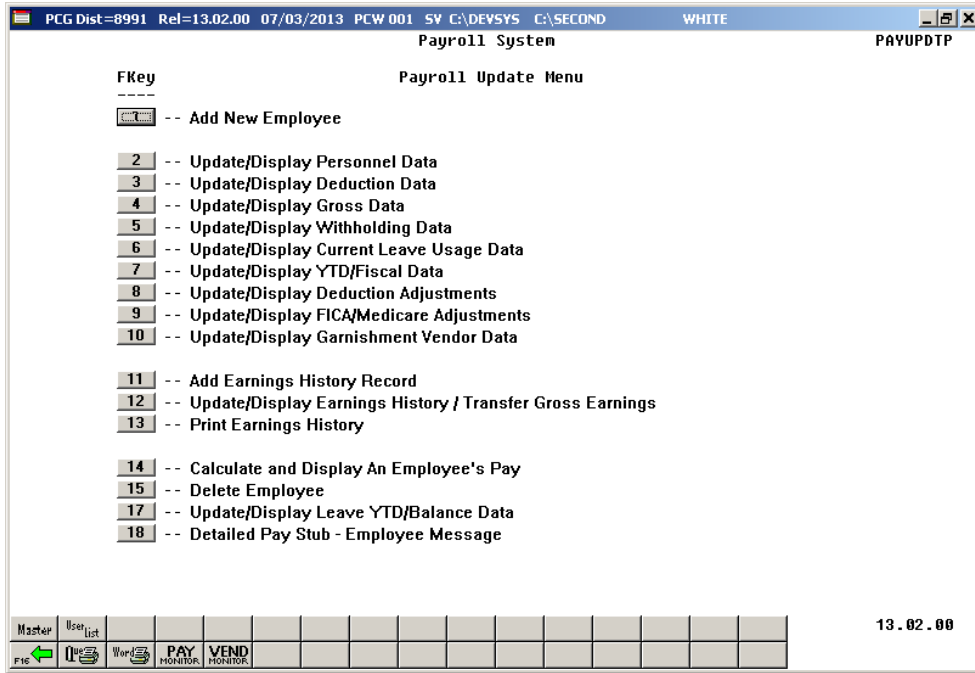 PCG Dist=8991 Rel=13.02.00 07/03/2013 PCW 001 SV C:\DEVSYS C:\SECOND WHITE
Payroll System PAYUPDTP
FKey Payroll Update Menu
----
1 -- Add New Employee
2 -- Update/Display Personnel Data
3 -- Update/Display Deduction Data
4 -- Update/Display Gross Data
5 -- Update/Display Withholding Data
6 -- Update/Display Current Leave Usage Data
7 -- Update/Display YTD/Fiscal Data
8 -- Update/Display Deduction Adjustments
9 -- Update/Display FICA/Medicare Adjustments
10 -- Update/Display Garnishment Vendor Data
11 -- Add Earnings History Record
12 -- Update/Display Earnings History / Transfer Gross Earnings
13 -- Print Earnings History
14 -- Calculate and Display An Employee's Pay
15 -- Delete Employee
17 -- Update/Display Leave YTD/Balance Data
18 -- Detailed Pay Stub - Employee Message
Master User List 13.02.00
F16 Que Word PAY MONITOR VEND MONITOR